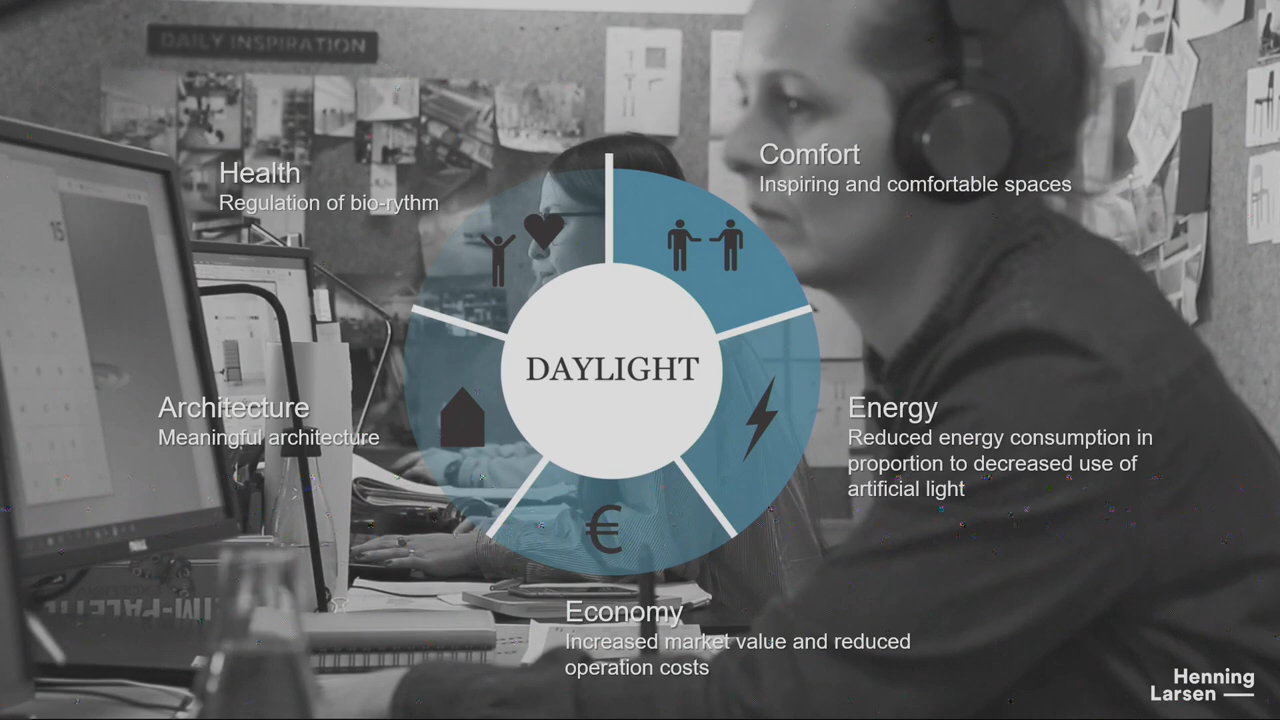 DAILY INSPIRATION
Comfort
Inspiring and comfortable spaces
Health
Regulation of bio-rythm
15
DAYLIGHT
Architecture
Meaningful architecture
Energy
Reduced energy consumption in
proportion to decreased use of
artificial light
€
Economy
Increased market value and reduced
operation costs
Henning
Larsen